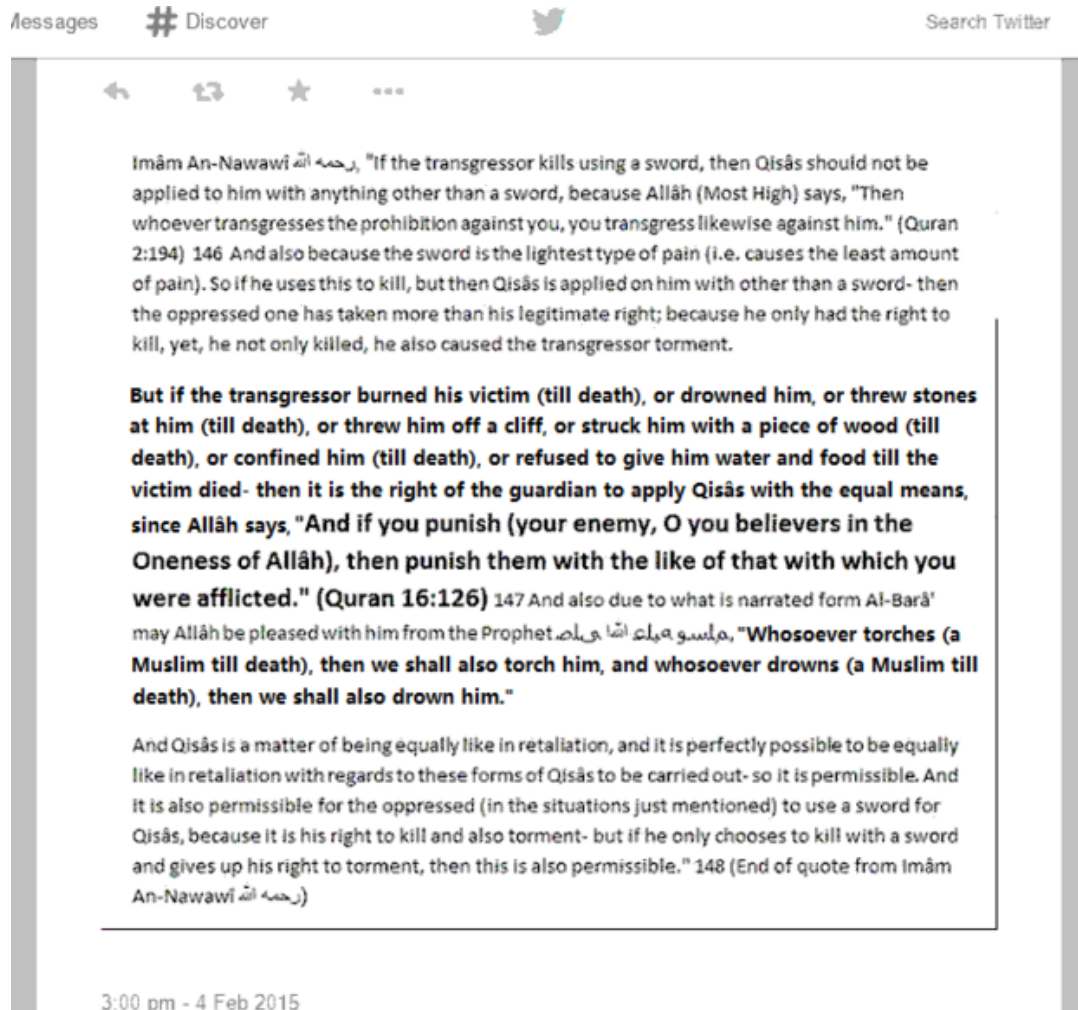 Messages # Discover Search Twitter
Imâm An-Nawawî رحمه الله, "If the transgressor kills using a sword, then Qisâs should not be
applied to him with anything other than a sword, because Allâh (Most High) says, "Then
whoever transgresses the prohibition against you, you transgress likewise against him." (Quran
2:194) 146 And also because the sword is the lightest type of pain (i.e. causes the least amount
of pain). So if he uses this to kill, but then Qisâs is applied on him with other than a sword- then
the oppressed one has taken more than his legitimate right; because he only had the right to
kill, yet, he not only killed, he also caused the transgressor torment.
But if the transgressor burned his victim (till death), or drowned him, or threw stones
at him (till death), or threw him off a cliff, or struck him with a piece of wood (till
death), or confined him (till death), or refused to give him water and food till the
victim died- then it is the right of the guardian to apply Qisâs with the equal means,
since Allâh says, "And if you punish (your enemy, O you believers in the
Oneness of Allâh), then punish them with the like of that with which you
were afflicted." (Quran 16:126) 147 And also due to what is narrated form Al-Barâ'
may Allâh be pleased with him from the Prophet, "Whosoever torches (a
Muslim till death), then we shall also torch him, and whosoever drowns (a Muslim till
death), then we shall also drown him."
And Qisâs is a matter of being equally like in retaliation, and it is perfectly possible to be equally
like in retaliation with regards to these forms of Qisâs to be carried out- so it is permissible. And
it is also permissible for the oppressed (in the situations just mentioned) to use a sword for
Qisâs, because it is his right to kill and also torment- but if he only chooses to kill with a sword
and gives up his right to torment, then this is also permissible." 148 (End of quote from Imâm
An-Nawawî رحمه الله)
3:00 pm - 4 Feb 2015